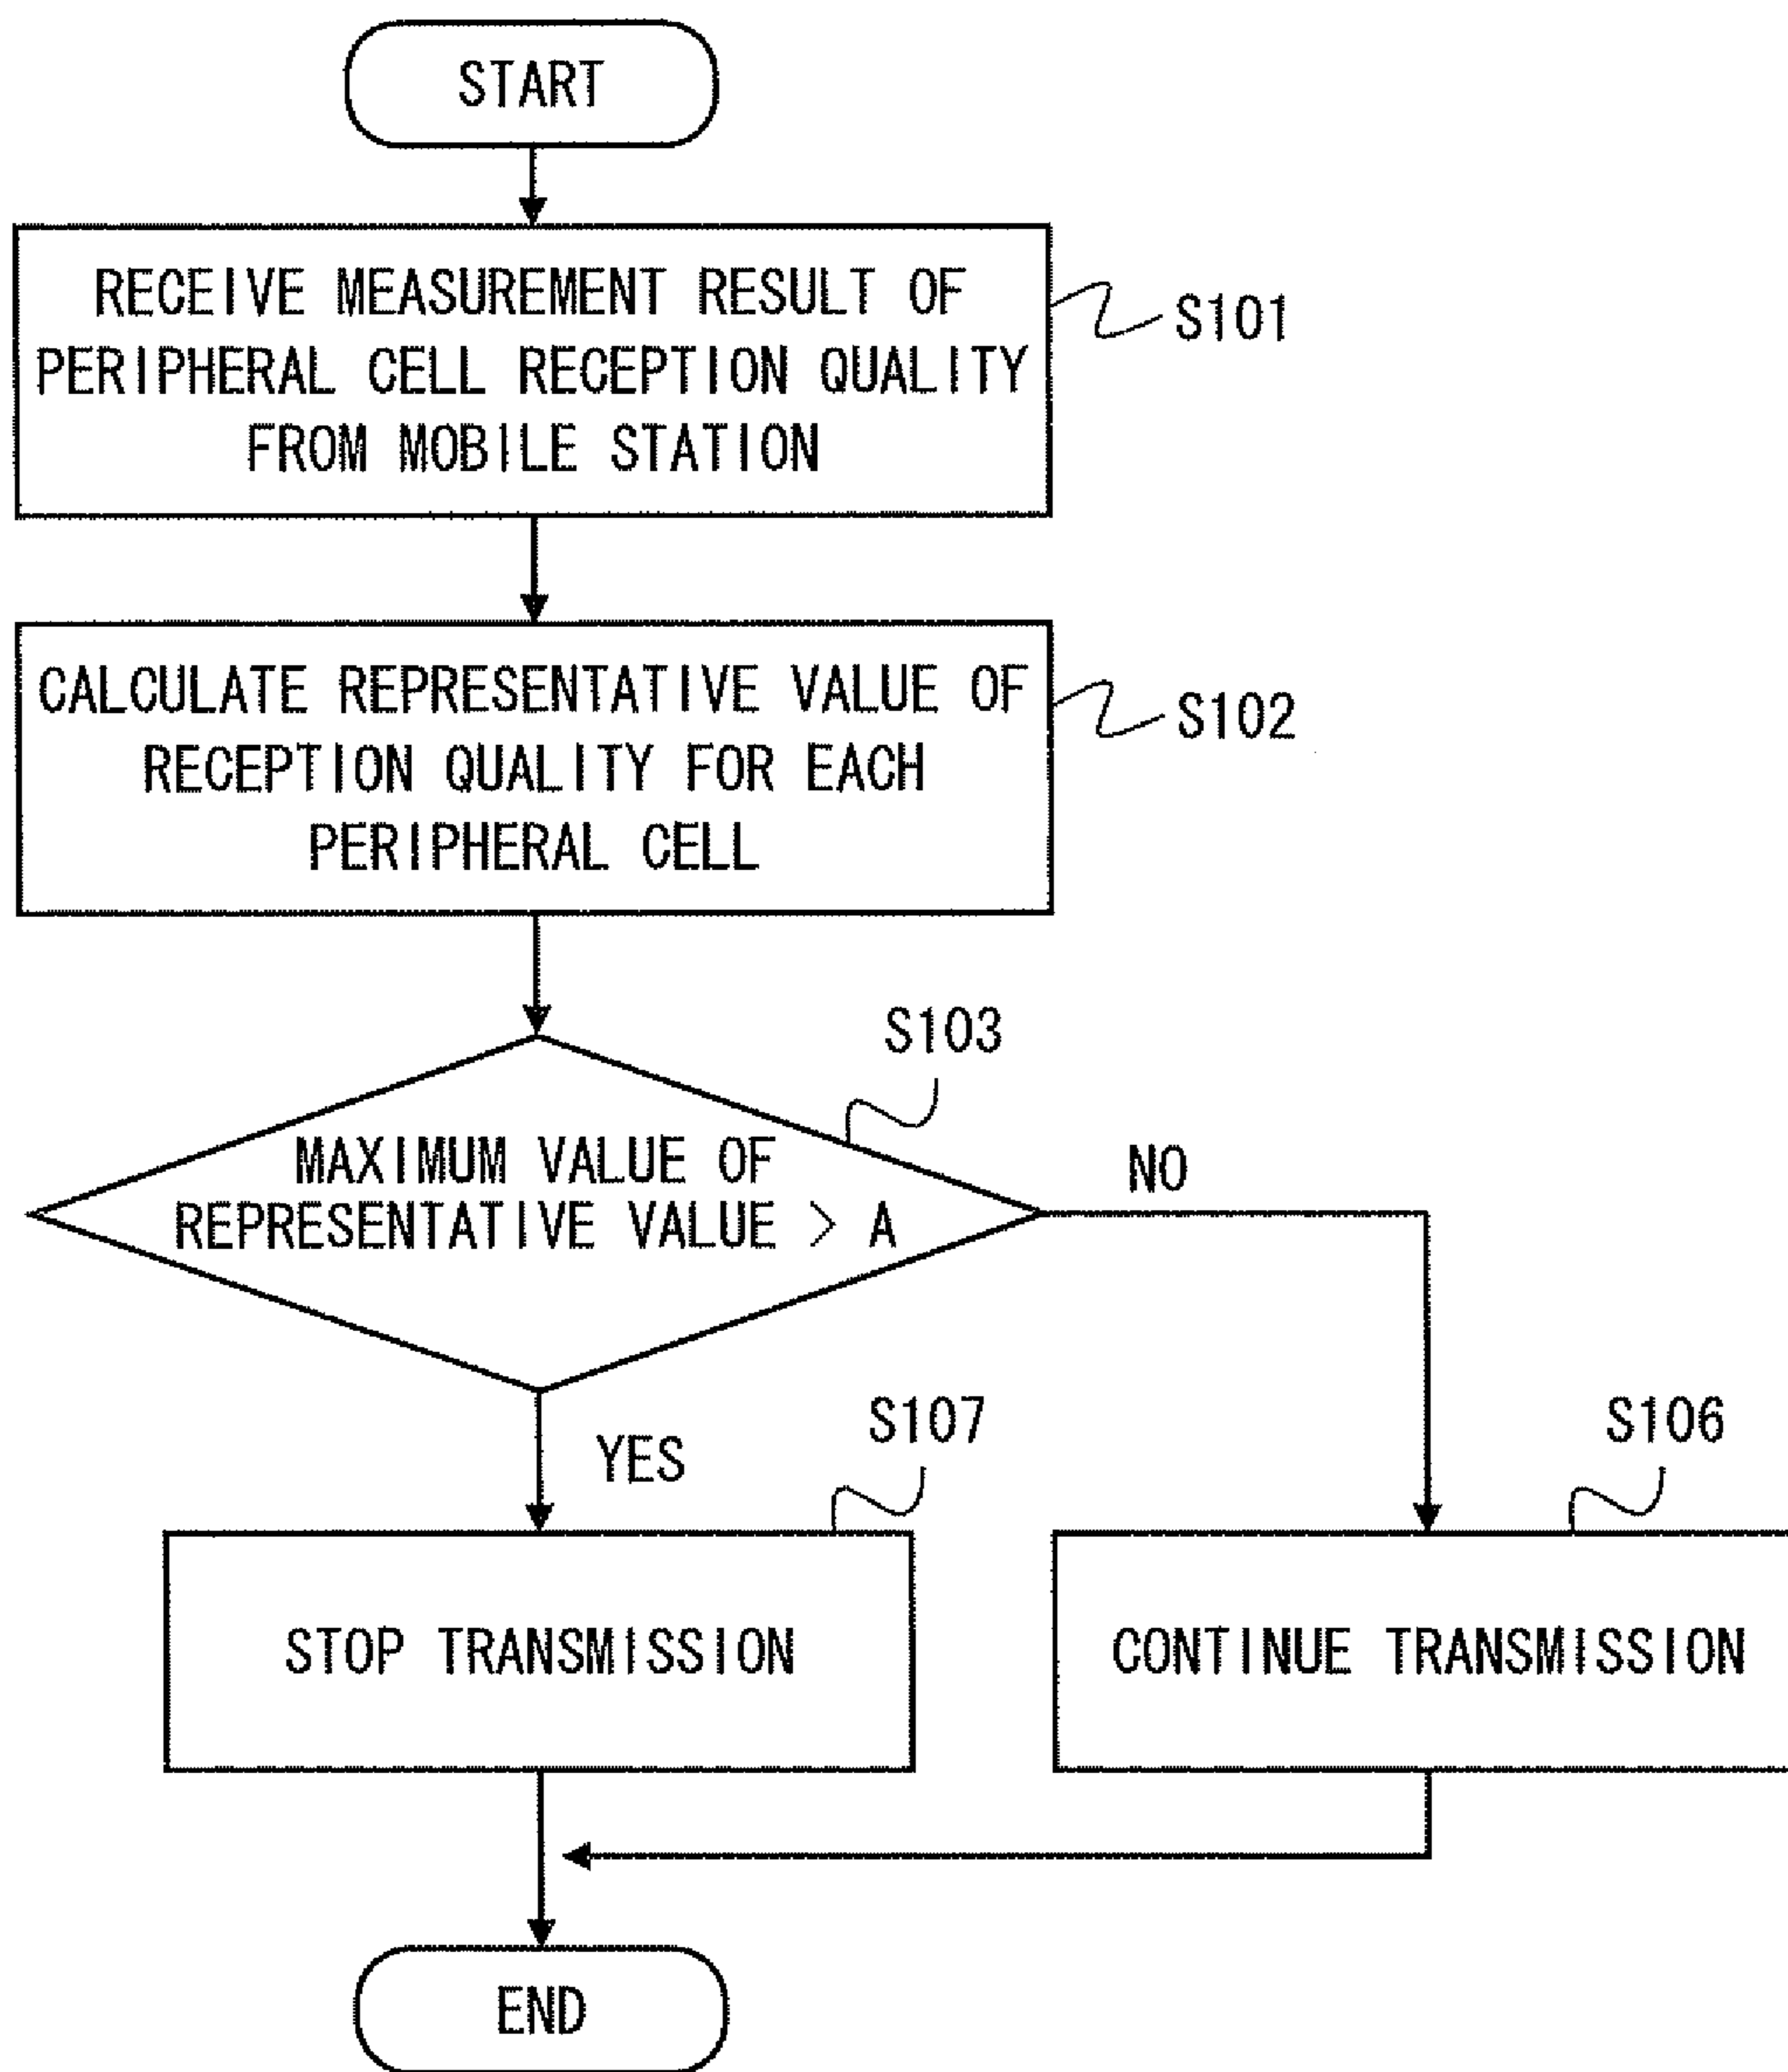 START
RECEIVE MEASUREMENT RESULT OF
PERIPHERAL CELL RECEPTION QUALITY
FROM MOBILE STATION
S101
CALCULATE REPRESENTATIVE VALUE OF
RECEPTION QUALITY FOR EACH
PERIPHERAL CELL
S102
S103
MAXIMUM VALUE OF
REPRESENTATIVE VALUE > A
NO
YES
S107
S106
STOP TRANSMISSION
CONTINUE TRANSMISSION
END